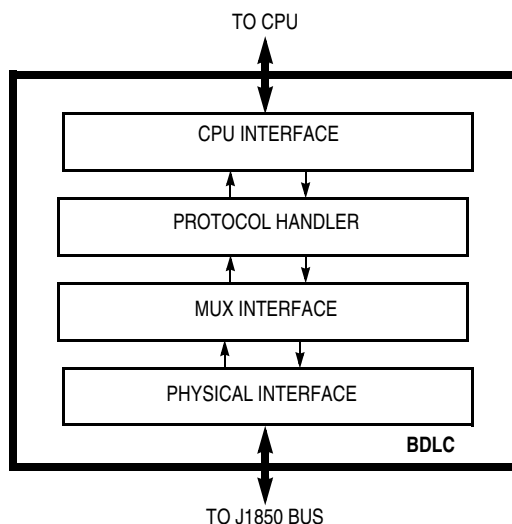 TO CPU
CPU INTERFACE
PROTOCOL HANDLER
MUX INTERFACE
PHYSICAL INTERFACE
BDLC
TO J1850 BUS